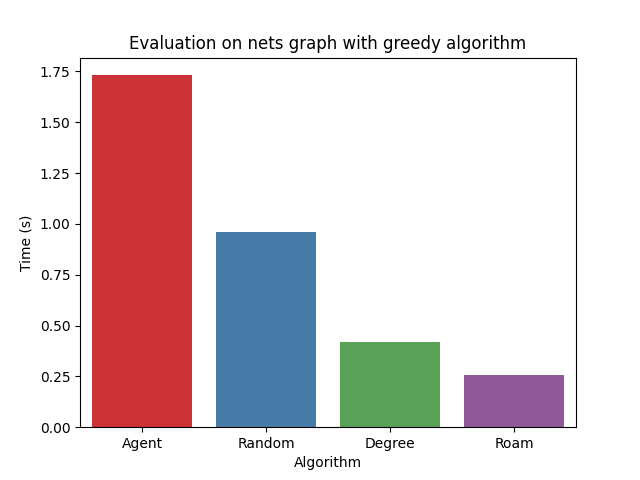 Evaluation on nets graph with greedy algorithm
1.75
1.50
1.25
1.00
0.75
0.50
0.25
0.00
Time (s)
Agent Random Degree Roam
Algorithm